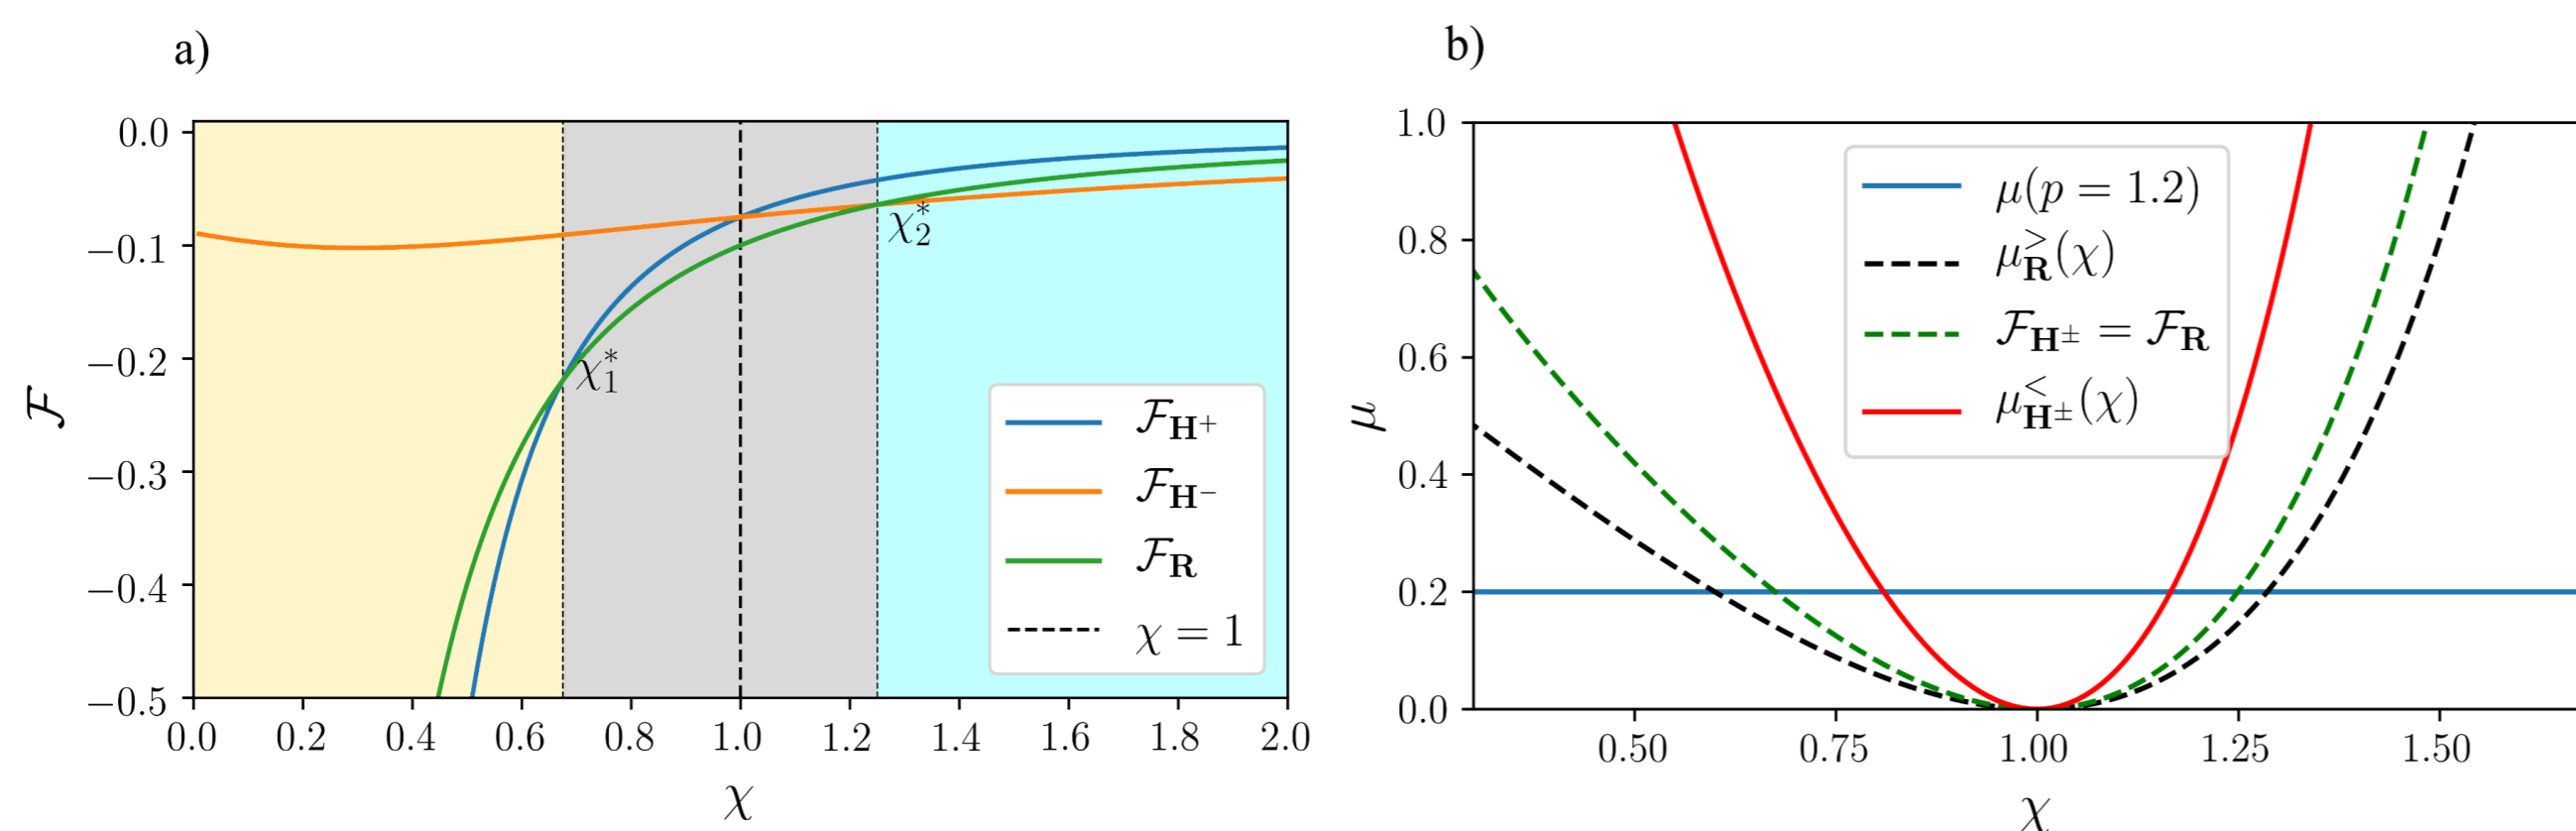 a)
0.0
−0.1
−0.2
−0.3
−0.4
−0.5
ℱ
χ₁*
χ₂*
ℱ_H⁺
ℱ_H⁻
ℱ_R
χ = 1
0.0 0.2 0.4 0.6 0.8 1.0 1.2 1.4 1.6 1.8 2.0
χ
b)
1.0
0.8
0.6
0.4
0.2
0.0
μ
μ(p = 1.2)
μ_R^>(χ)
ℱ_H± = ℱ_R
μ_H±^<(χ)
0.50 0.75 1.00 1.25 1.50
χ